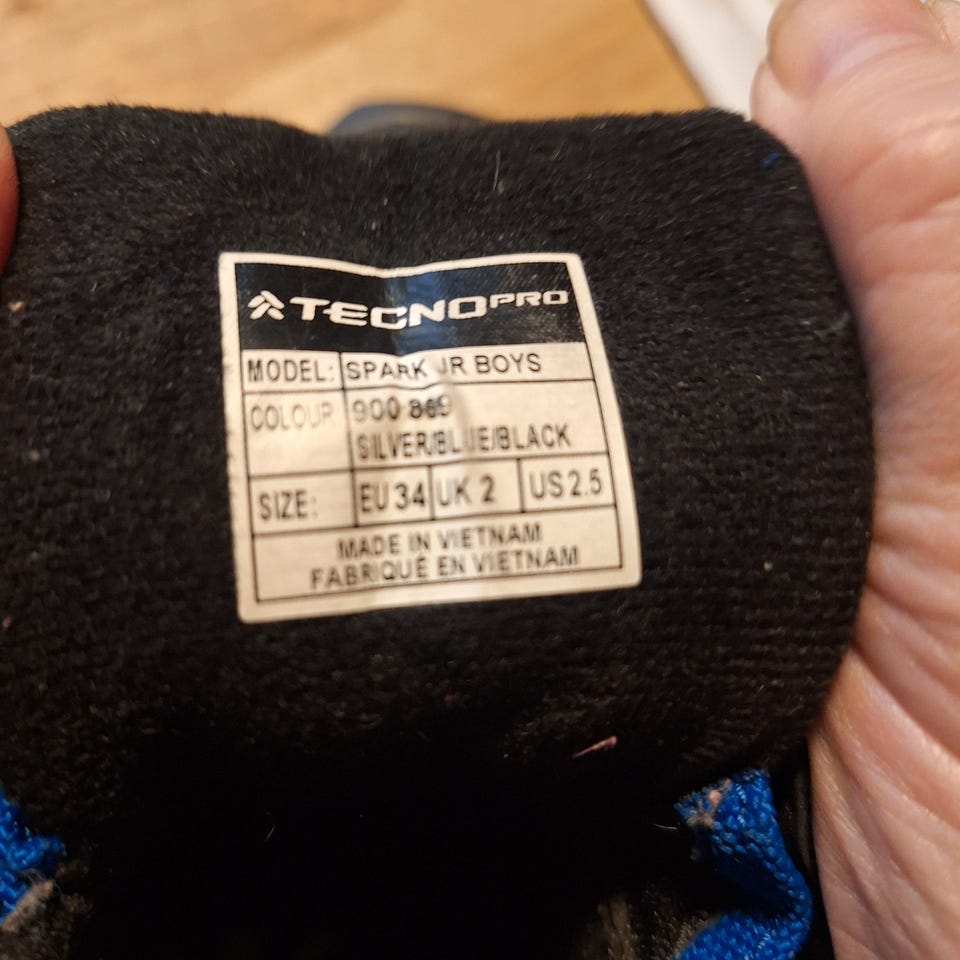 TECNOPRO
MODEL: SPARK JR BOYS
COLOUR 900 869
SILVER/BLUE/BLACK
SIZE: EU 34 UK 2 US 2.5
MADE IN VIETNAM
FABRIQUE EN VIETNAM